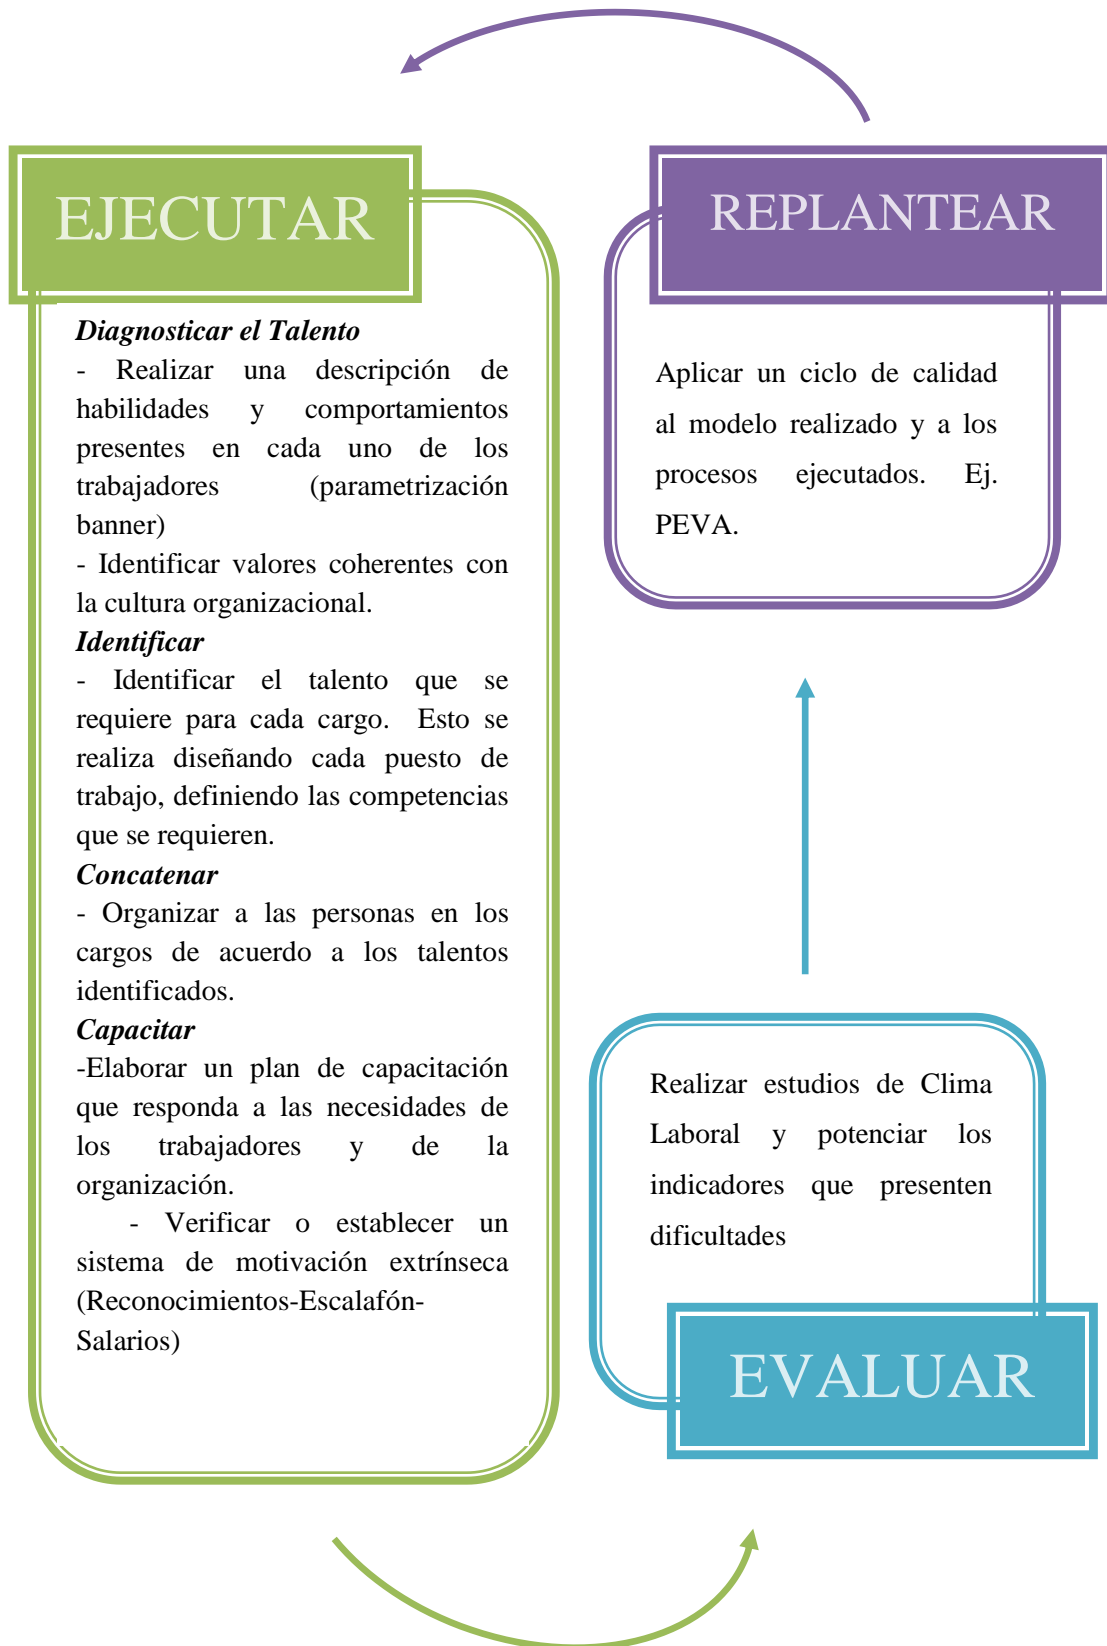 EJECUTAR
Diagnosticar el Talento
- Realizar una descripción de
habilidades y comportamientos
presentes en cada uno de los
trabajadores (parametrización
banner)
- Identificar valores coherentes con
la cultura organizacional.
Identificar
- Identificar el talento que se
requiere para cada cargo. Esto se
realiza diseñando cada puesto de
trabajo, definiendo las competencias
que se requieren.
Concatenar
- Organizar a las personas en los
cargos de acuerdo a los talentos
identificados.
Capacitar
-Elaborar un plan de capacitación
que responda a las necesidades de
los trabajadores y de la
organización.
- Verificar o establecer un
sistema de motivación extrínseca
(Reconocimientos-Escalafón-
Salarios)
REPLANTEAR
Aplicar un ciclo de calidad
al modelo realizado y a los
procesos ejecutados. Ej.
PEVA.
Realizar estudios de Clima
Laboral y potenciar los
indicadores que presenten
dificultades
EVALUAR